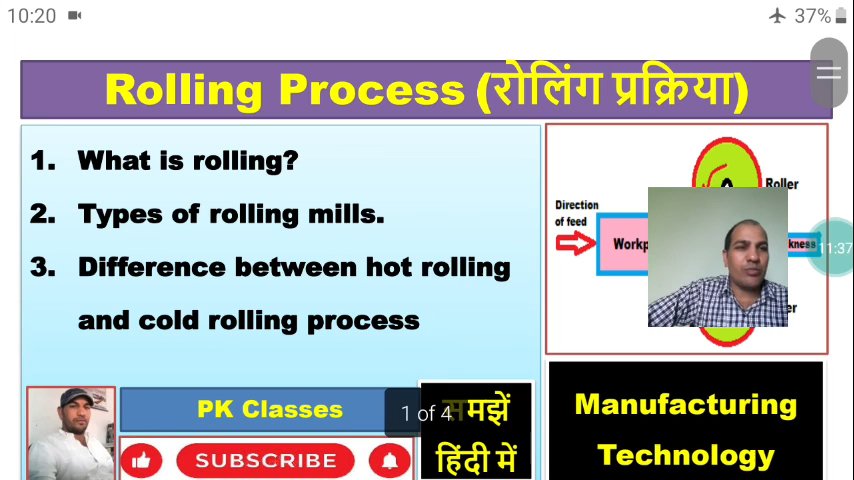 10:20
37%
Rolling Process (रोलिंग प्रक्रिया)
1. What is rolling?
2. Types of rolling mills.
3. Difference between hot rolling
and cold rolling process
Direction
of feed
Roller
11:37
PK Classes
1 of 4
समझें
हिंदी में
SUBSCRIBE
Manufacturing
Technology